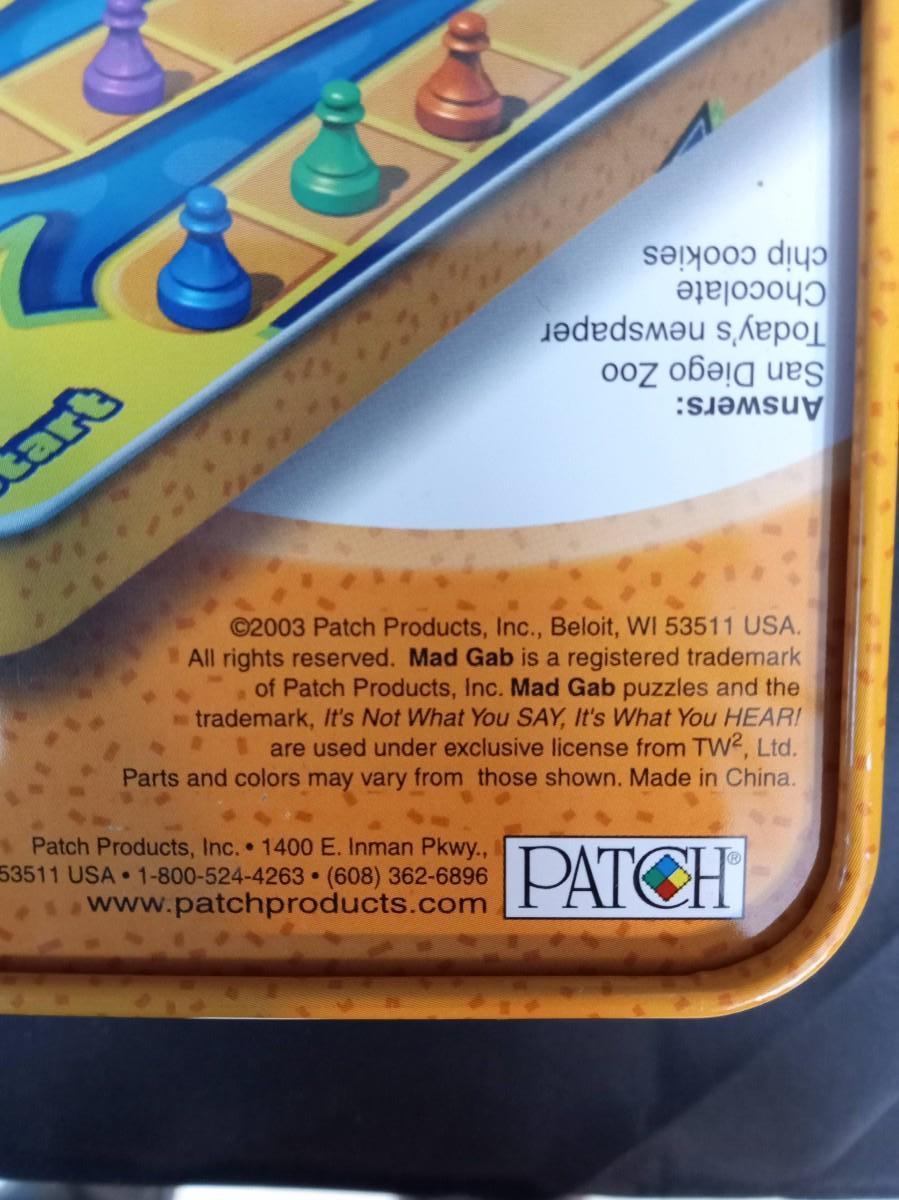 tart
Answers:
San Diego Zoo
Today's newspaper
Chocolate
chip cookies
©2003 Patch Products, Inc., Beloit, WI 53511 USA.
All rights reserved. Mad Gab is a registered trademark
of Patch Products, Inc. Mad Gab puzzles and the
trademark, It's Not What You SAY, It's What You HEAR!
are used under exclusive license from TW², Ltd.
Parts and colors may vary from those shown. Made in China.
Patch Products, Inc. • 1400 E. Inman Pkwy.,
53511 USA • 1-800-524-4263 • (608) 362-6896
www.patchproducts.com
PATCH®